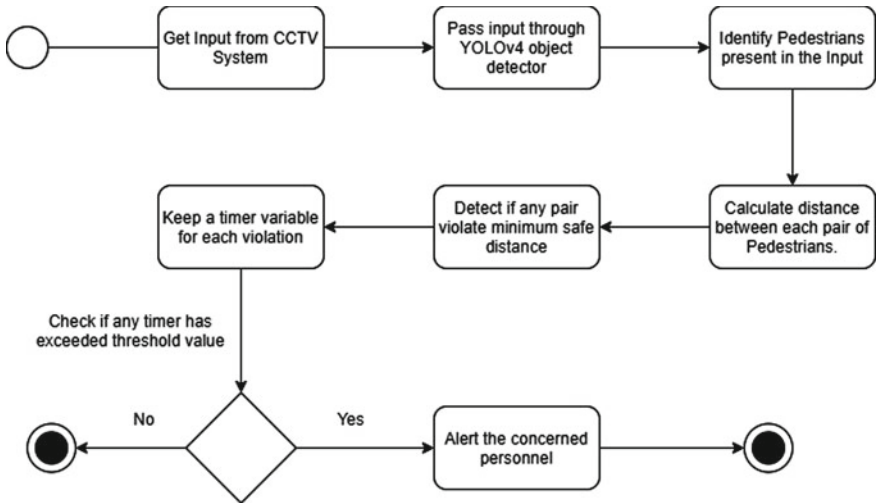 Get Input from CCTV
System
Pass input through
YOLOv4 object
detector
Identify Pedestrians
present in the Input
Keep a timer variable
for each violation
Detect if any pair
violate minimum safe
distance
Calculate distance
between each pair of
Pedestrians.
Check if any timer has
exceeded threshold value
No
Yes
Alert the concerned
personnel